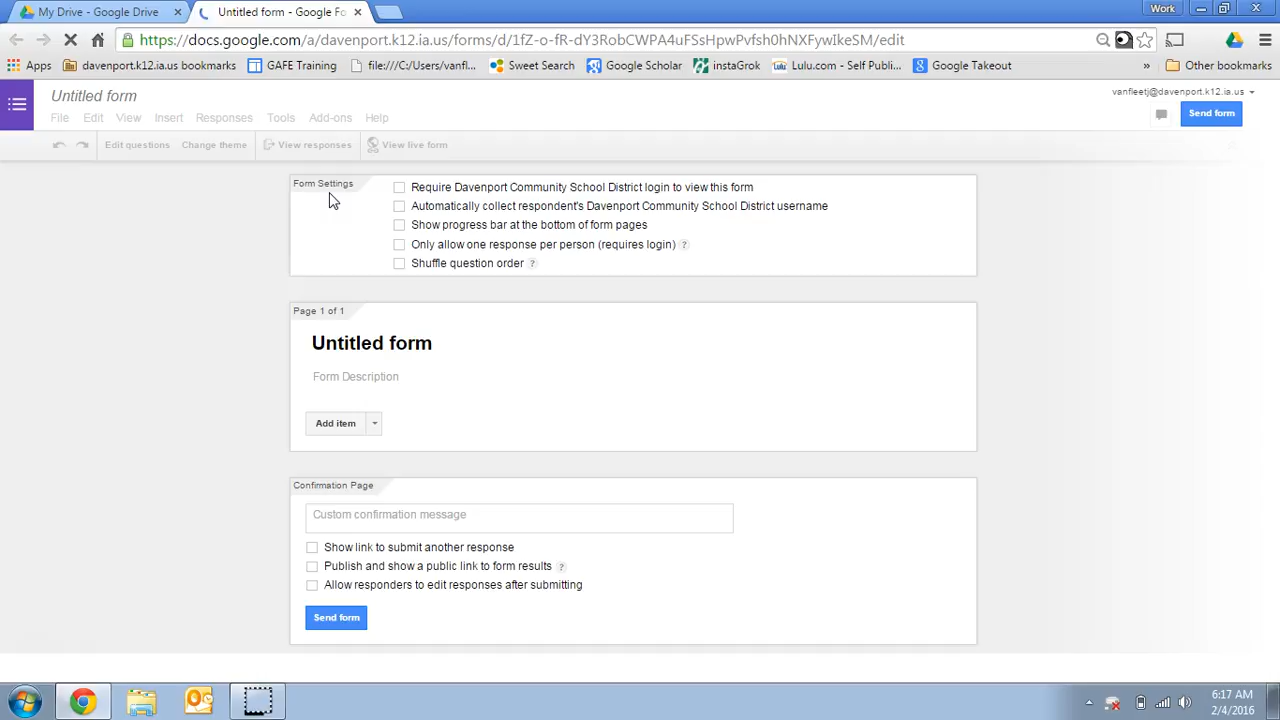 My Drive - Google Drive
Untitled form - Google Fo
Work
https://docs.google.com/a/davenport.k12.ia.us/forms/d/1fZ-o-fR-dY3RobCWPA4uFSsHpwPvfsh0hNXFywIkeSM/edit
Apps davenport.k12.ia.us bookmarks GAFE Training file:///C:/Users/vanfl... Sweet Search Google Scholar instaGrok Lulu.com - Self Publi... Google Takeout » Other bookmarks
Untitled form
vanfleetj@davenport.k12.ia.us
File Edit View Insert Responses Tools Add-ons Help
Send form
Edit questions Change theme View responses View live form
Form Settings
Require Davenport Community School District login to view this form
Automatically collect respondent's Davenport Community School District username
Show progress bar at the bottom of form pages
Only allow one response per person (requires login) ?
Shuffle question order ?
Page 1 of 1
Untitled form
Form Description
Add item
Confirmation Page
Custom confirmation message
Show link to submit another response
Publish and show a public link to form results ?
Allow responders to edit responses after submitting
Send form
6:17 AM
2/4/2016